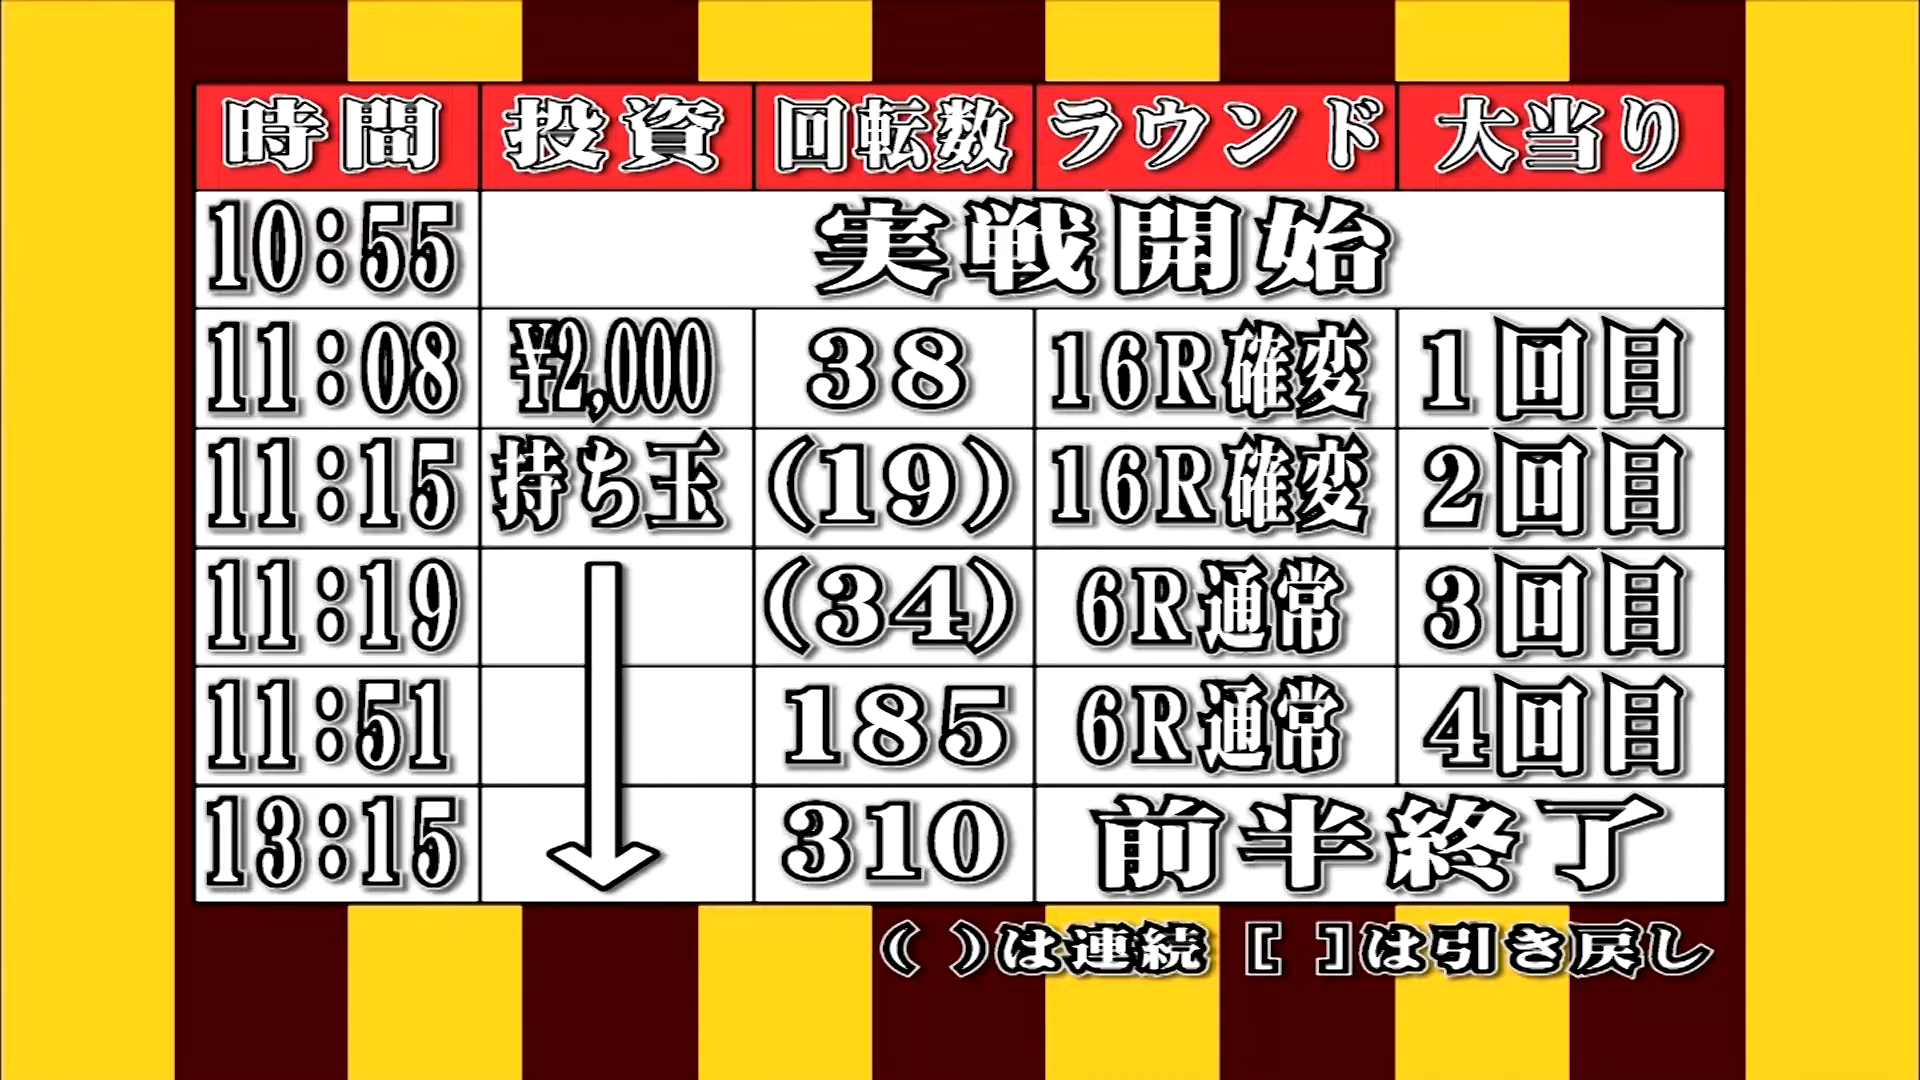 時間 投資 回転数 ラウンド 大当り
10:55 実戦開始
11:08 ¥2,000 38 16R確変 1回目
11:15 持ち玉 (19) 16R確変 2回目
11:19 (34) 6R通常 3回目
11:51 185 6R通常 4回目
13:15 310 前半終了
( )は連続 [ ]は引き戻し